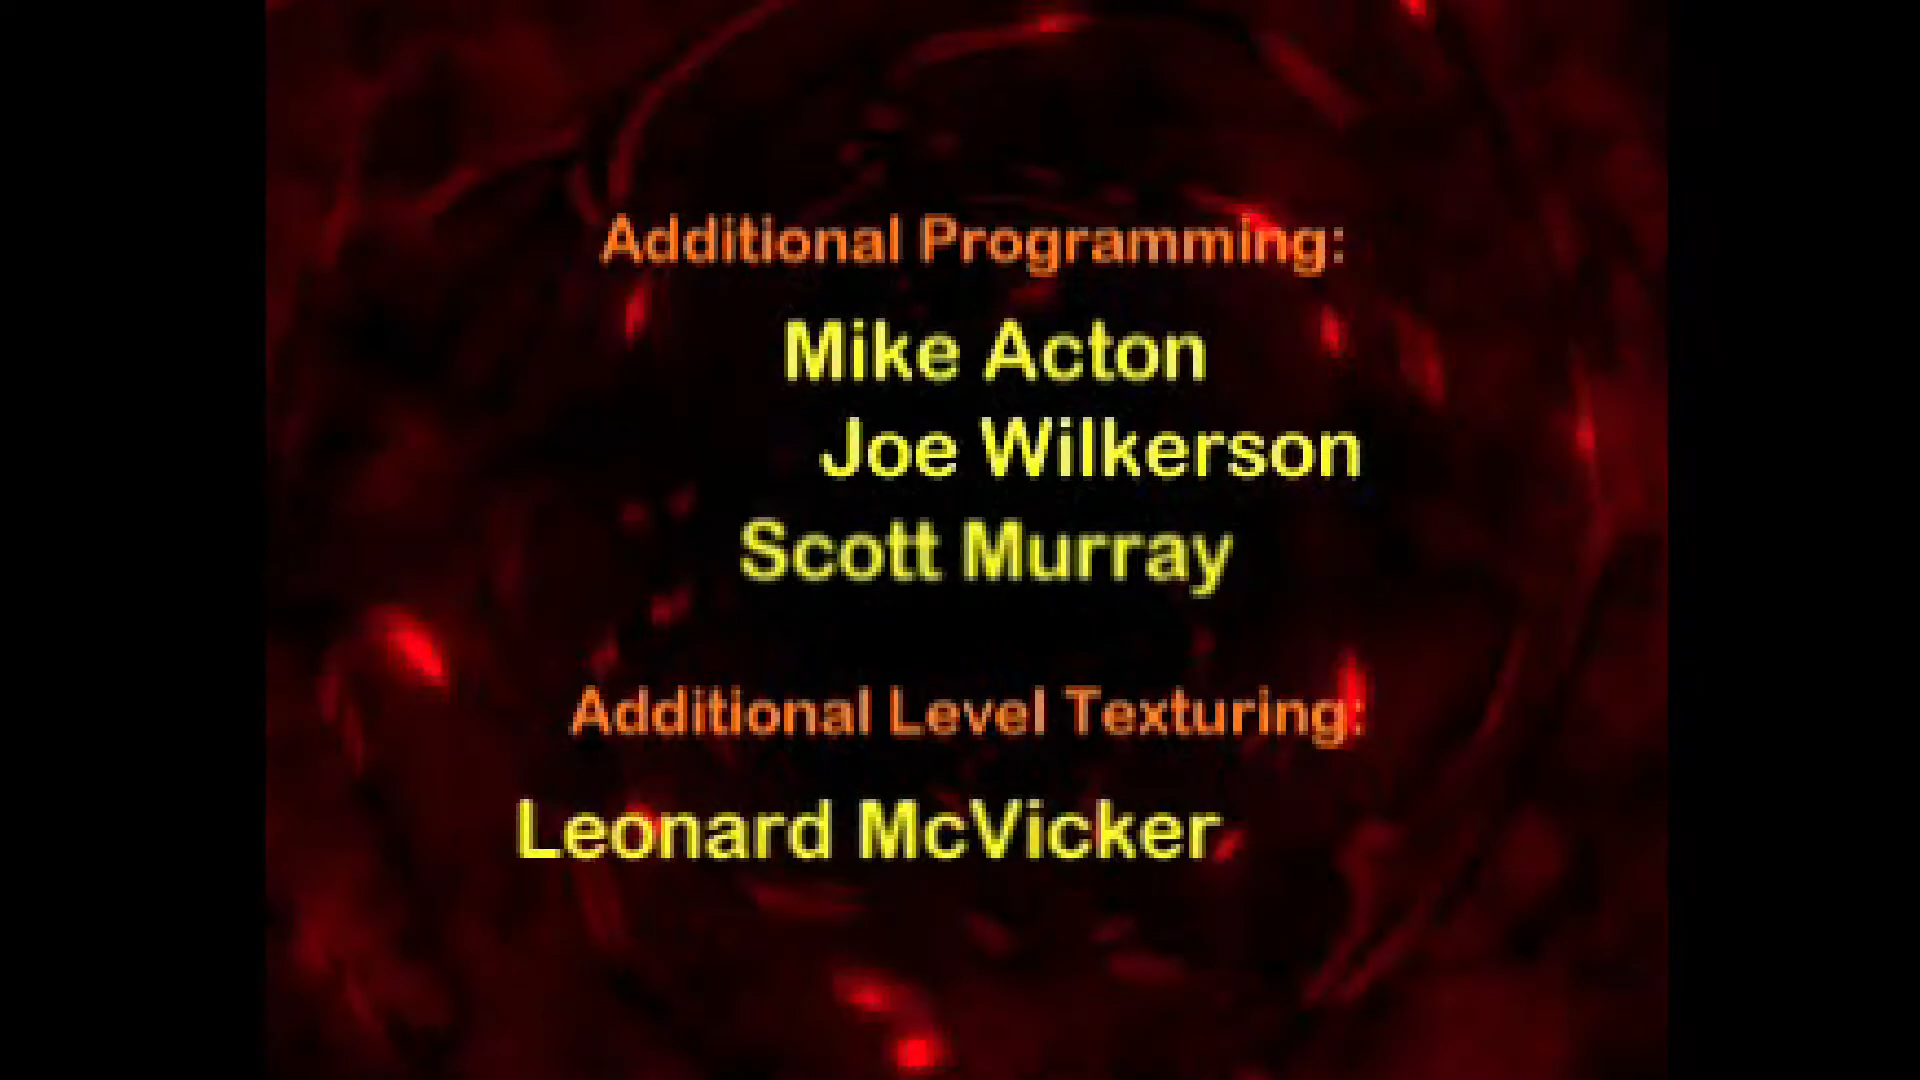 Additional Programming:
Mike Acton
Joe Wilkerson
Scott Murray
Additional Level Texturing:
Leonard McVicker